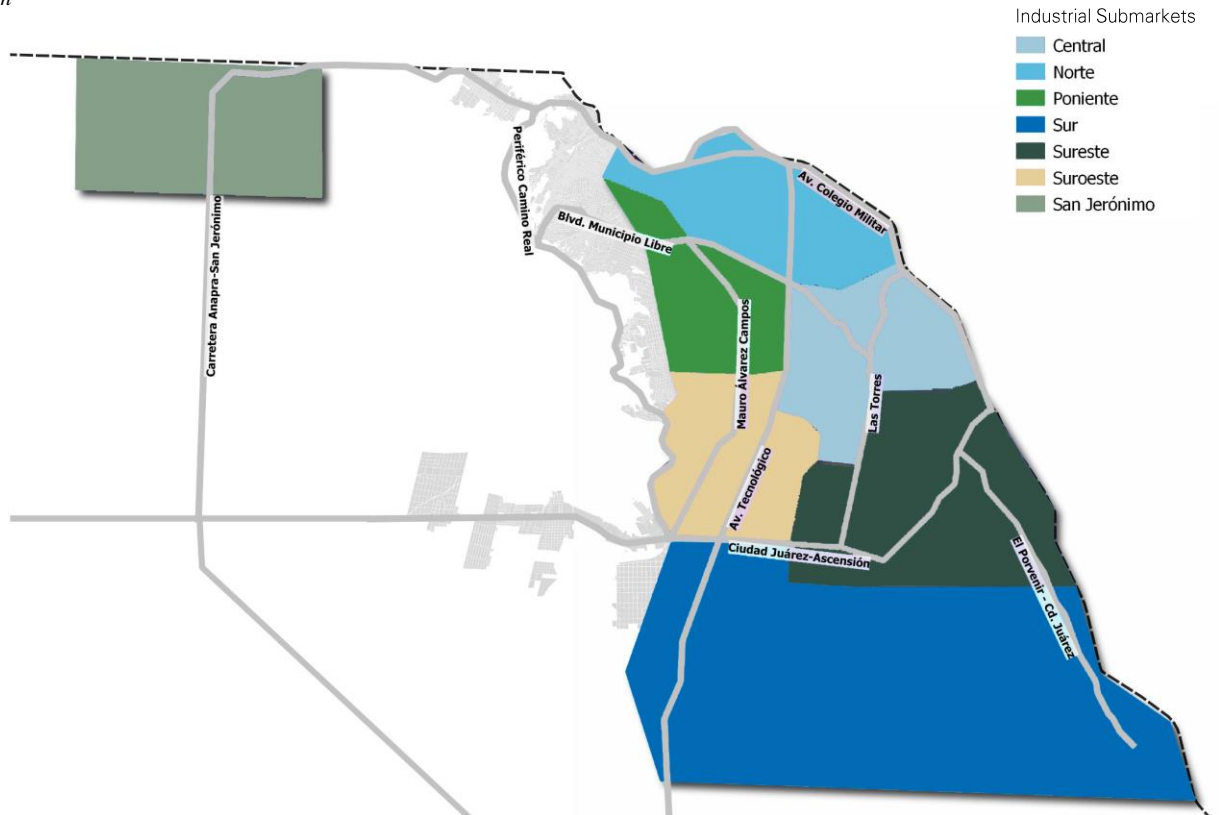 n
Industrial Submarkets
Central
Norte
Poniente
Sur
Sureste
Suroeste
San Jerónimo
Periférico Camino Real
Av. Colegio Militar
Blvd. Municipio Libre
Carretera Anapra-San Jerónimo
Mauro Álvarez Campos
Las Torres
Av. Tecnológico
Ciudad Juárez-Ascensión
El Porvenir - Cd. Juárez